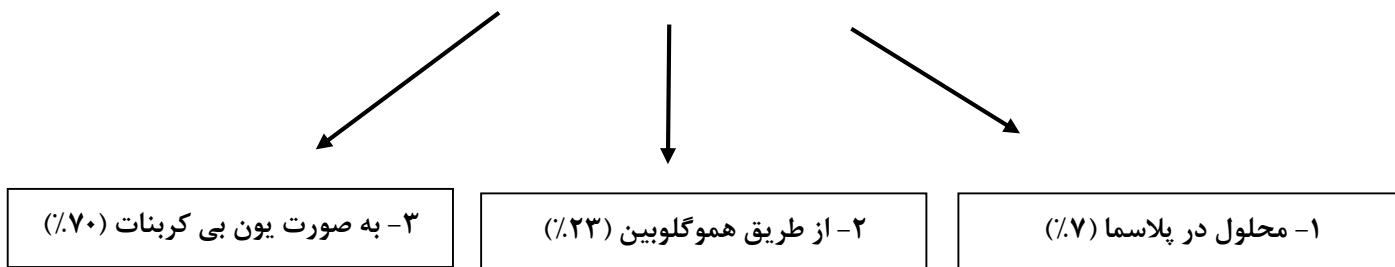 ۱- محلول در پلاسما (۷٪)
۲- از طریق هموگلوبین (۲۳٪)
۳- به صورت یون بی کربنات (۷۰٪)